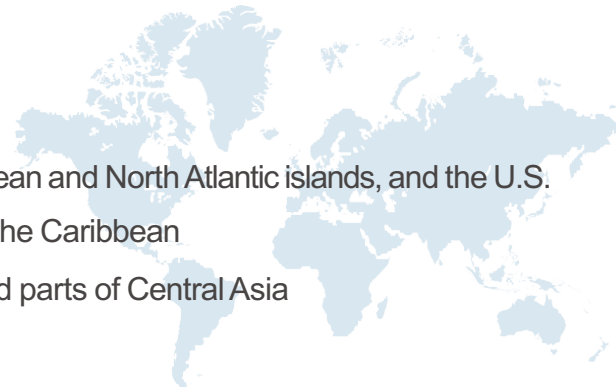 ean and North Atlantic islands, and the U.S.
he Caribbean
d parts of Central Asia